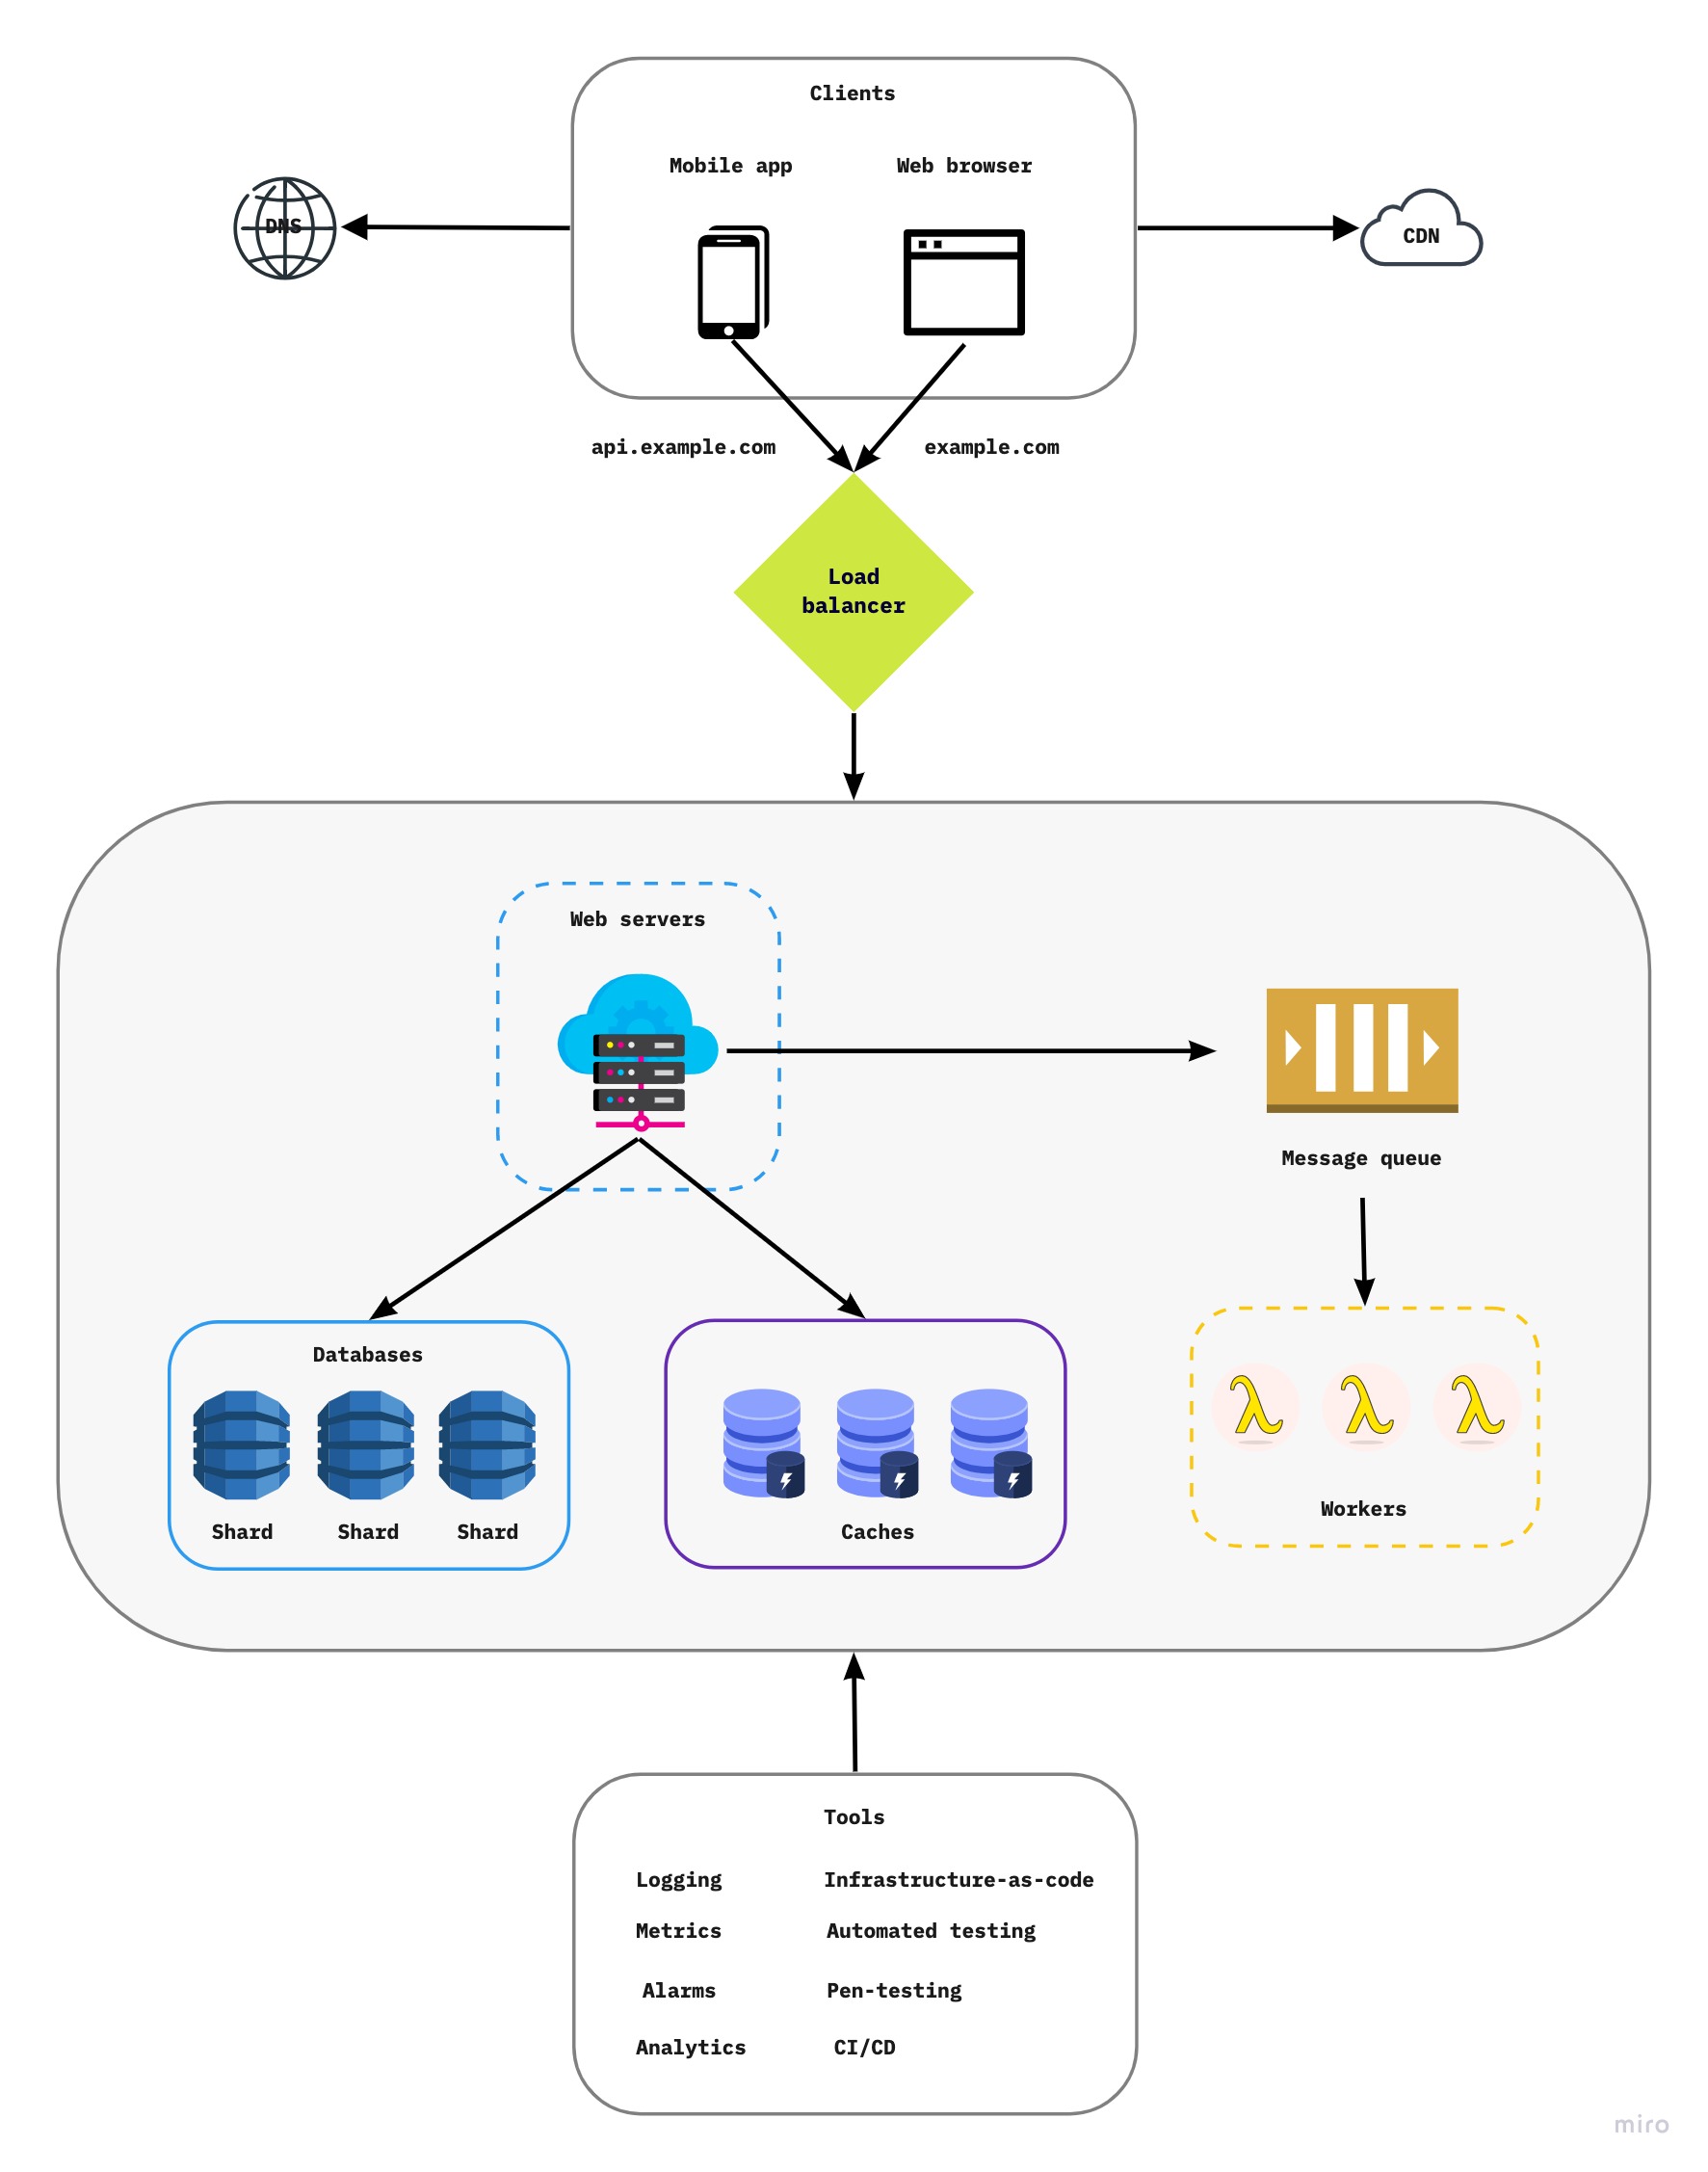 Clients
Mobile app
Web browser
DNS
CDN
api.example.com
example.com
Load
balancer
Web servers
Message queue
Databases
Shard
Shard
Shard
Caches
Workers
Tools
Logging
Infrastructure-as-code
Metrics
Automated testing
Alarms
Pen-testing
Analytics
CI/CD
miro